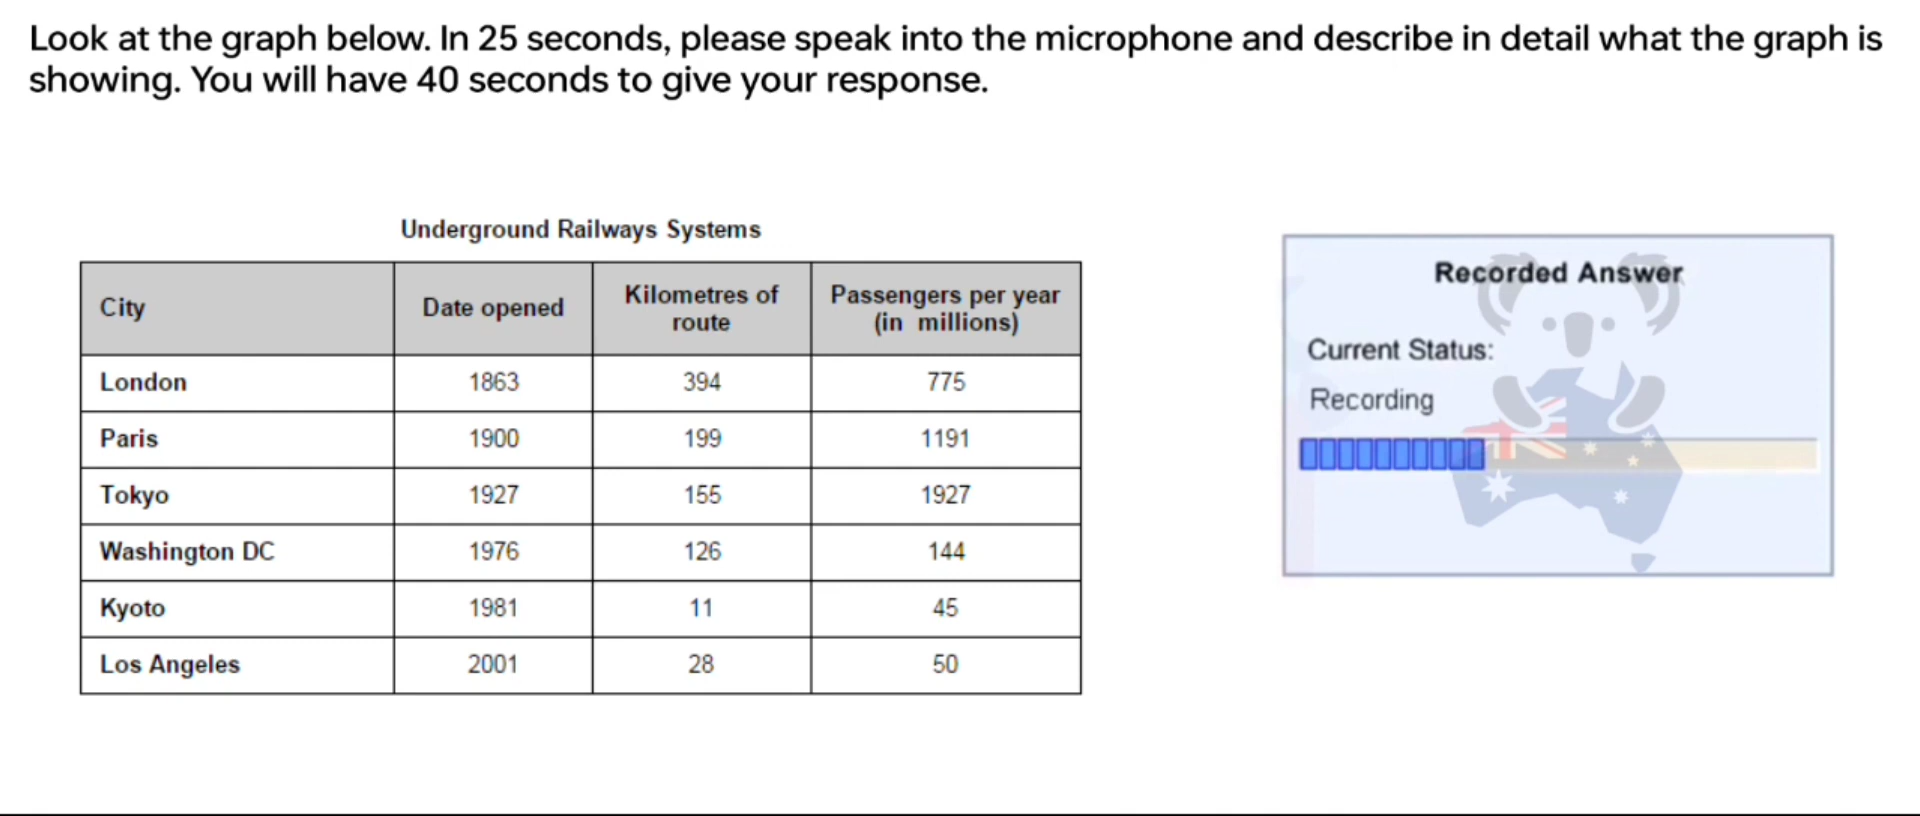 Look at the graph below. In 25 seconds, please speak into the microphone and describe in detail what the graph is
showing. You will have 40 seconds to give your response.
Underground Railways Systems
City Date opened Kilometres of route Passengers per year (in millions)
London 1863 394 775
Paris 1900 199 1191
Tokyo 1927 155 1927
Washington DC 1976 126 144
Kyoto 1981 11 45
Los Angeles 2001 28 50
Recorded Answer
Current Status:
Recording